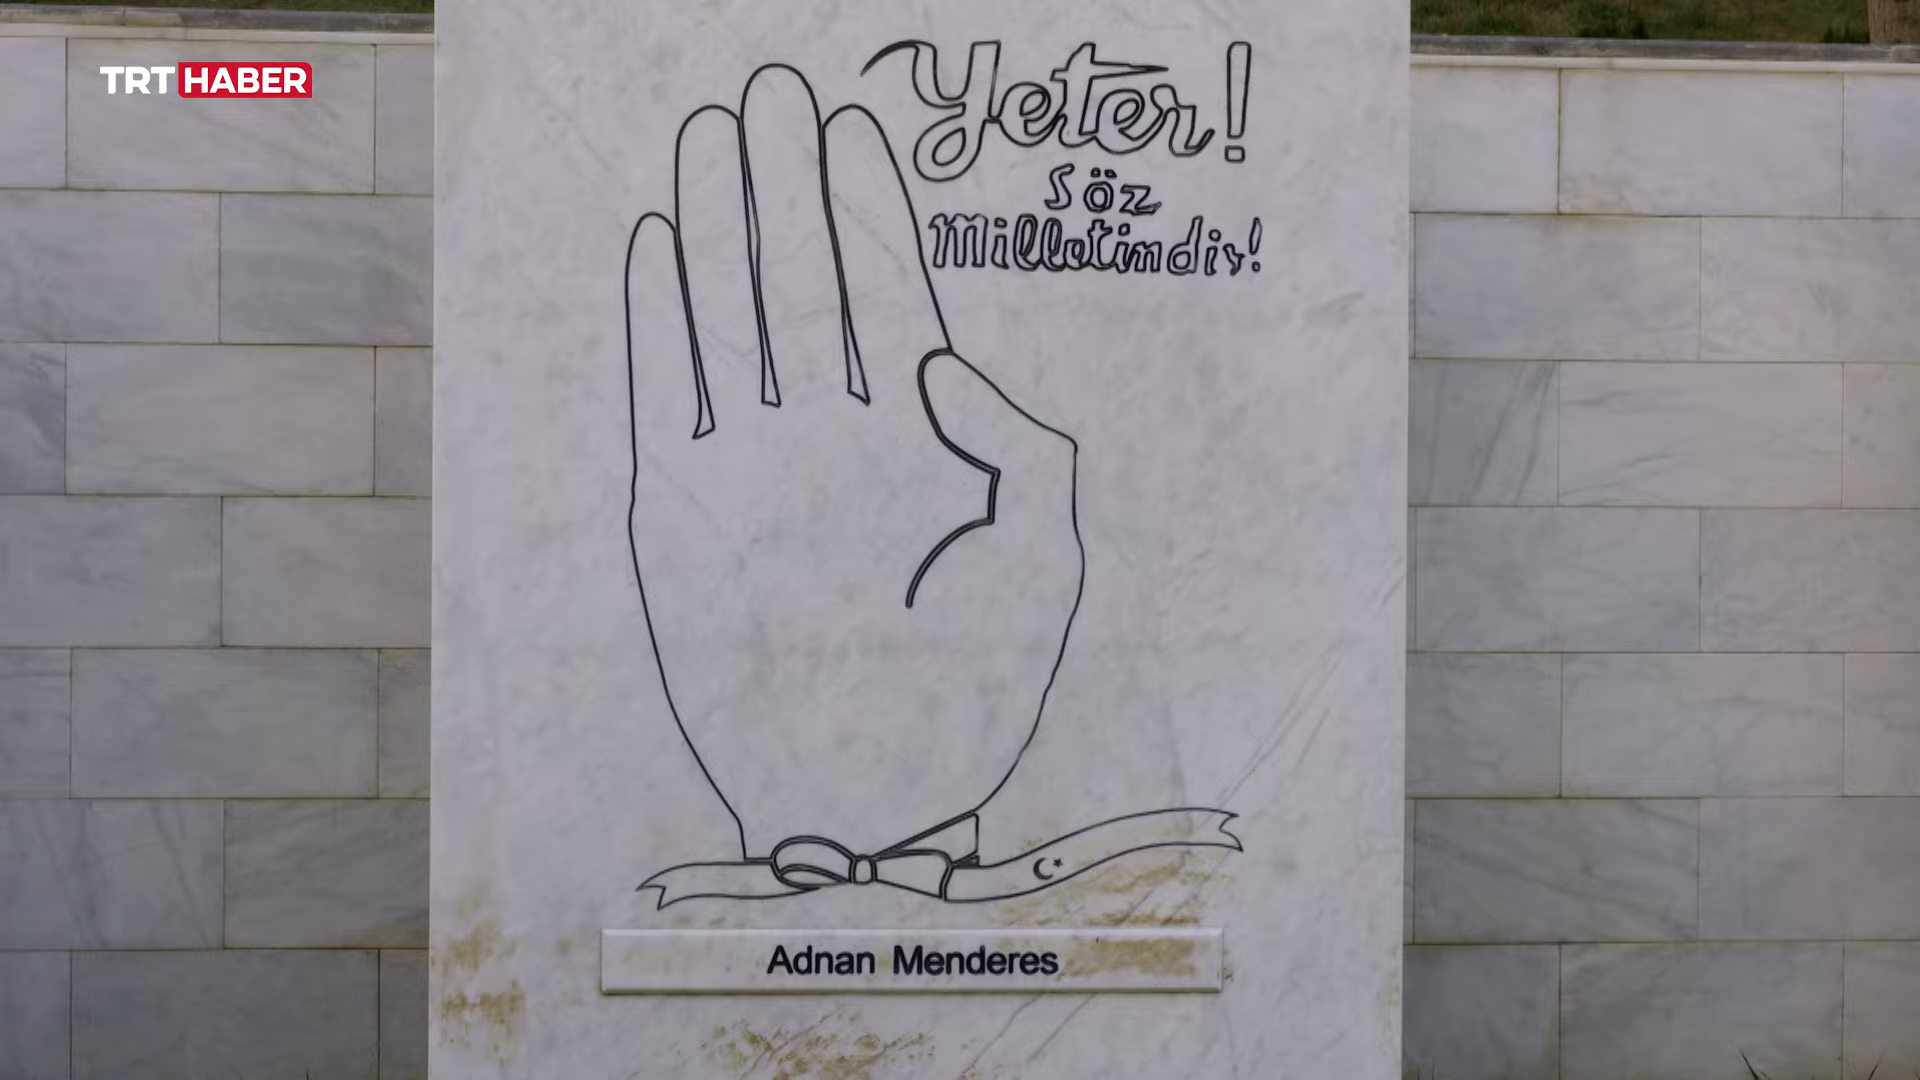 TRT HABER
Yeter!
Söz
Milletindir!
Adnan Menderes